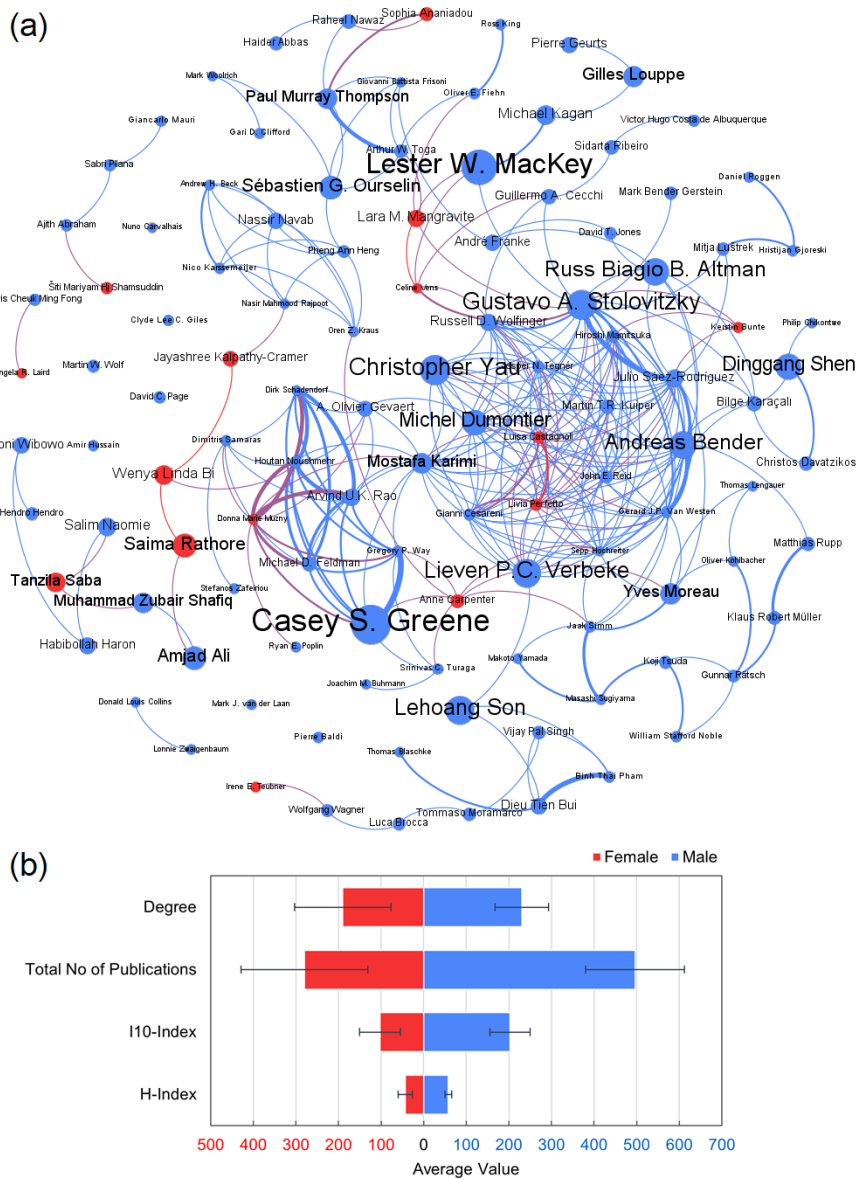 (a)
Sophia Ananiadou
Raheel Nawaz
Ross King
Haider Abbas
Pierre Geurts
Mark Woolrich
Giovanni Battista Frisoni
Gilles Louppe
Paul Murray Thompson
Oliver E. Fiehn
Michael Kagan
Giancarlo Mauri
Gari D. Clifford
Victor Hugo Costa de Albuquerque
Arthur W. Toga
Sidarta Ribeiro
Sabri Pllana
Lester W. MacKey
Daniel Roggen
Andrew H. Beck
Sébastien G. Ourselin
Guillermo A. Cecchi
Mark Bender Gerstein
Lara M. Mangravite
Ajith Abraham
Nuno Carvalhais
Nassir Navab
David T. Jones
André Franke
Mitja Lustrek
Hristijan Gjoreski
Pheng Ann Heng
Nico Karssemeijer
Russ Biagio B. Altman
Siti Mariyam Hj Shamsuddin
Celine Vens
ris Cheuk Ming Fong
Nasir Mahmood Rajpoot
Gustavo A. Stolovitzky
Clyde Lee C. Giles
Oren Z. Kraus
Russell D. Wolfinger
Kerstin Bunte
Philip Chikontwe
Hiroshi Mamitsuka
Jayashree Kalpathy-Cramer
Martin W. Wolf
Christopher Yau
Jesper N. Tegnér
Dinggang Shen
ngela R. Laird
Julio Saez-Rodriguez
Dirk Schadendorf
David C. Page
A. Olivier Gevaert
Martin T.R. Kuiper
Bilge Karaçalı
Michel Dumontier
Dimitris Samaras
Luisa Castagnoli
oni Wibowo
Amir Hussain
Andreas Bender
Houtan Noushmehr
Mostafa Karimi
Christos Davatzikos
Wenya Linda Bi
John E. Reid
Thomas Lengauer
Arvind U.K. Rao
Livia Perfetto
Hendro Hendro
Donna Marie Muzny
Gianni Cesareni
Gerard J.P. Van Westen
Salim Naomie
Saima Rathore
Gregory P. Way
Sepp Hochreiter
Matthias Rupp
Michael D. Feldman
Oliver Kohlbacher
Lieven P.C. Verbeke
Tanzila Saba
Stefanos Zafeiriou
Yves Moreau
Muhammad Zubair Shafiq
Anne Carpenter
Klaus Robert Müller
Casey S. Greene
Jaak Simm
Habibollah Haron
Ryan E. Poplin
Amjad Ali
Makoto Yamada
Koji Tsuda
Srinivas C. Turaga
Gunnar Rätsch
Joachim M. Buhmann
Masashi Sugiyama
Donald Louis Collins
Mark J. van der Laan
Lehoang Son
Vijay Pal Singh
William Stafford Noble
Pierre Baldi
Lonnie Zwaigenbaum
Thomas Blaschke
Binh Thai Pham
Irene E. Teubner
Wolfgang Wagner
Dieu Tien Bui
Tommaso Moramarco
Luca Brocca
(b)
Female Male
Degree
Total No of Publications
I10-Index
H-Index
500 400 300 200 100 0 100 200 300 400 500 600 700
Average Value